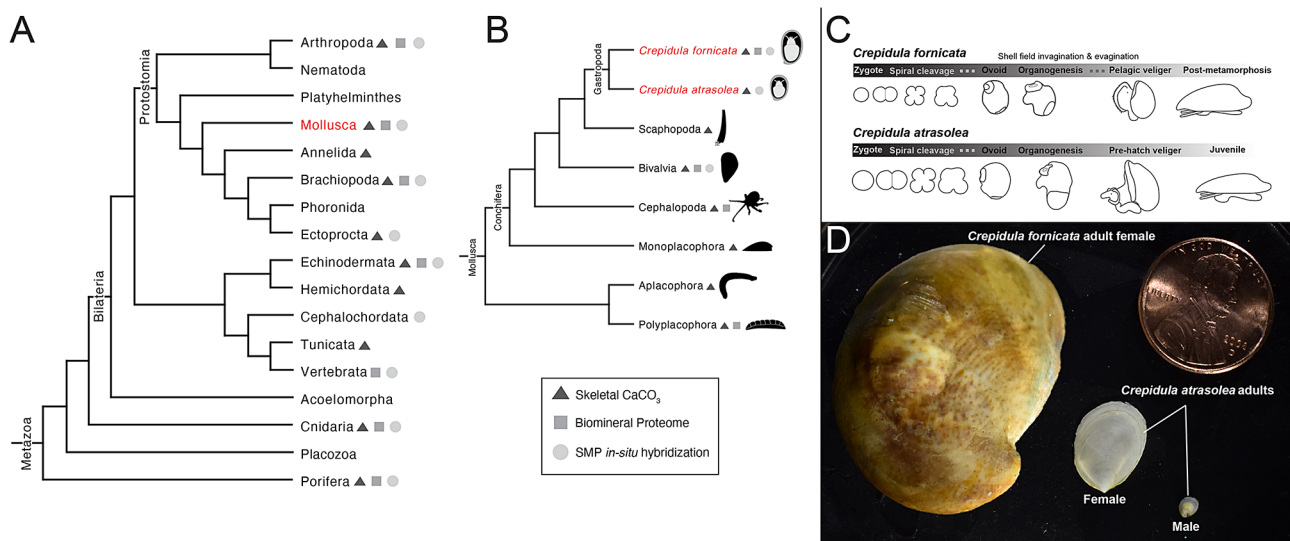 A
Protostomia
Arthropoda
Nematoda
Platyhelminthes
Mollusca
Annelida
Brachiopoda
Phoronida
Ectoprocta
Echinodermata
Hemichordata
Cephalochordata
Tunicata
Vertebrata
Acoelomorpha
Cnidaria
Placozoa
Porifera
Bilateria
Metazoa
B
Gastropoda
Crepidula fornicata
Crepidula atrasolea
Scaphopoda
Bivalvia
Cephalopoda
Monoplacophora
Aplacophora
Polyplacophora
Conchifera
Mollusca
Skeletal CaCO3
Biomineral Proteome
SMP in-situ hybridization
C
Crepidula fornicata
Shell field invagination & evagination
Zygote Spiral cleavage Ovoid Organogenesis Pelagic veliger Post-metamorphosis
Crepidula atrasolea
Zygote Spiral cleavage Ovoid Organogenesis Pre-hatch veliger Juvenile
D
Crepidula fornicata adult female
LIBERTY
Crepidula atrasolea adults
Female
Male